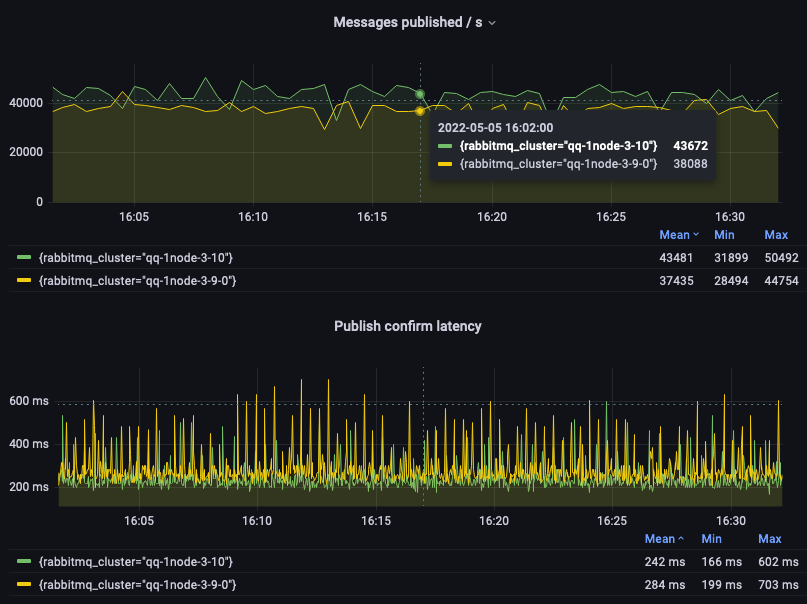 Messages published / s
40000
20000
0
2022-05-05 16:02:00
{rabbitmq_cluster="qq-1node-3-10"} 43672
{rabbitmq_cluster="qq-1node-3-9-0"} 38088
16:05 16:10 16:15 16:20 16:25 16:30
Mean Min Max
{rabbitmq_cluster="qq-1node-3-10"} 43481 31899 50492
{rabbitmq_cluster="qq-1node-3-9-0"} 37435 28494 44754
Publish confirm latency
600 ms
400 ms
200 ms
16:05 16:10 16:15 16:20 16:25 16:30
Mean Min Max
{rabbitmq_cluster="qq-1node-3-10"} 242 ms 166 ms 602 ms
{rabbitmq_cluster="qq-1node-3-9-0"} 284 ms 199 ms 703 ms